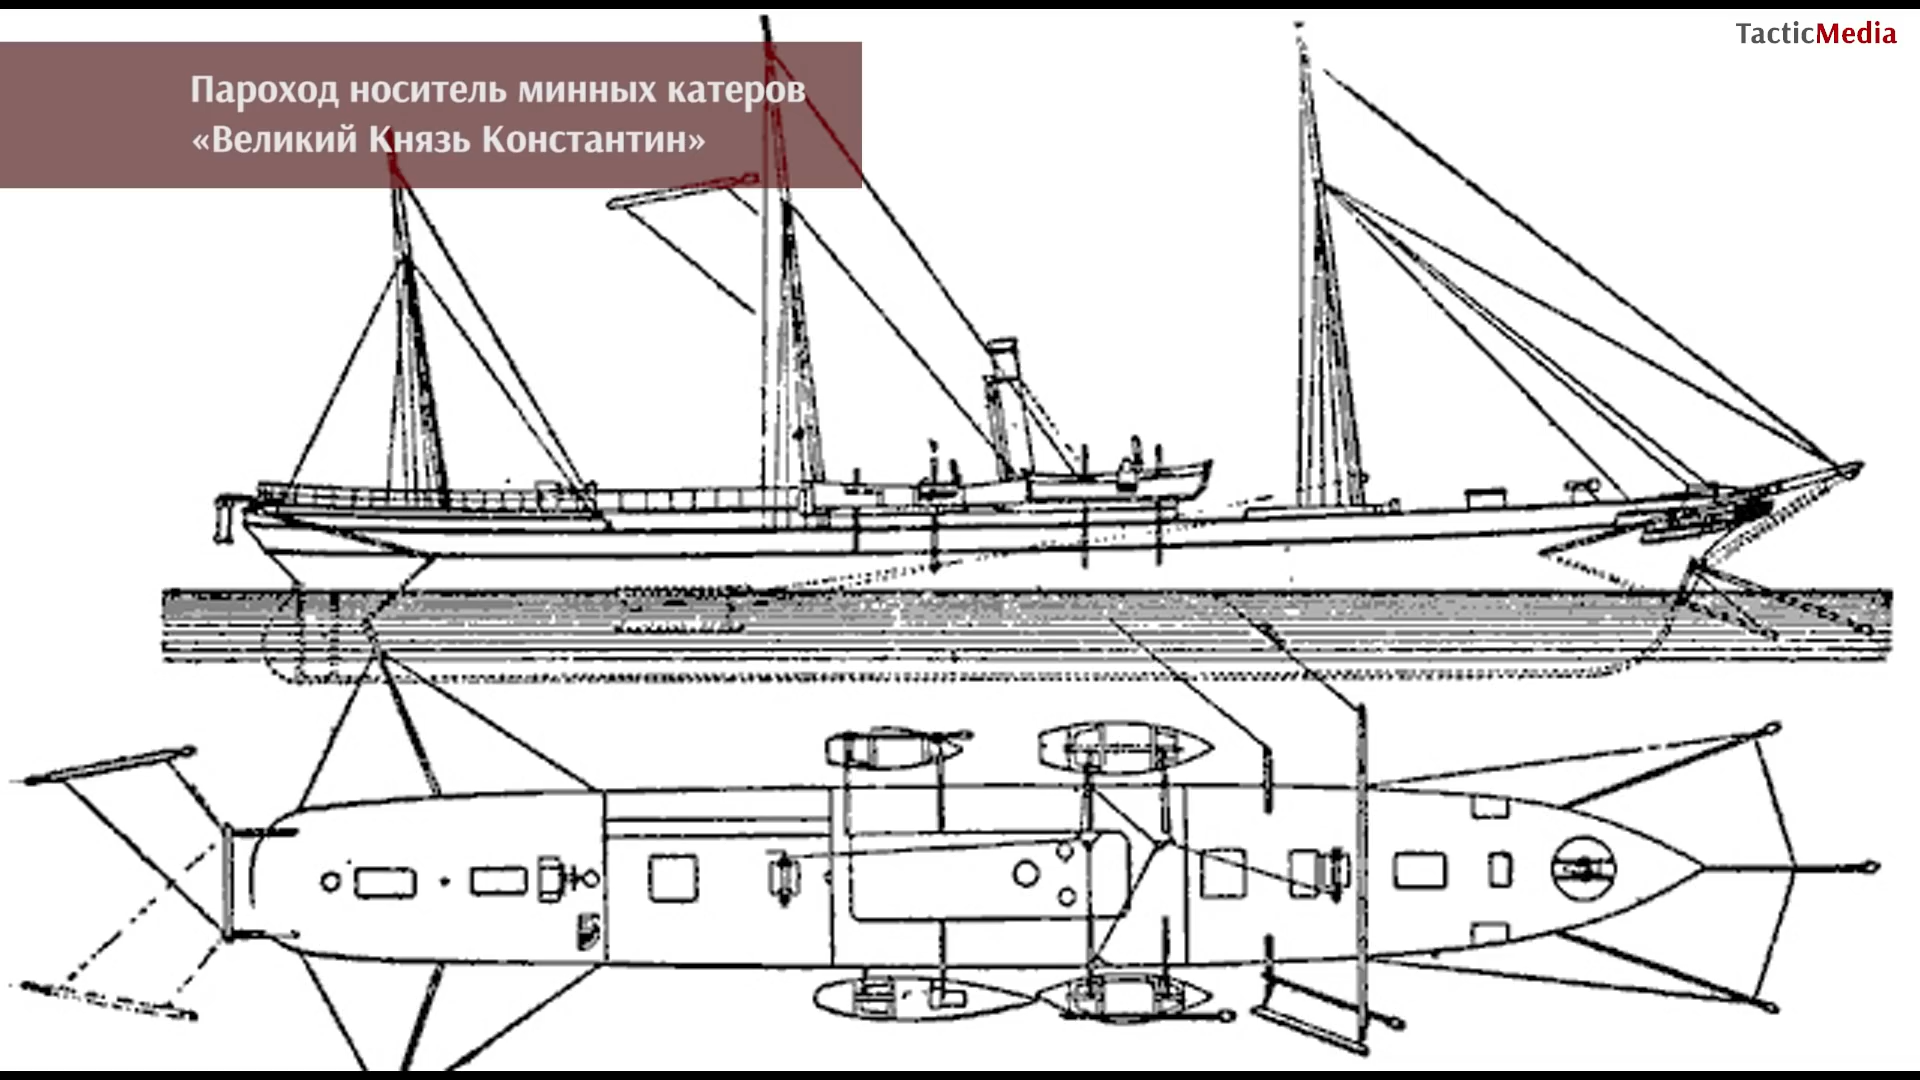 TacticMedia
Пароход носитель минных катеров
«Великий Князь Константин»